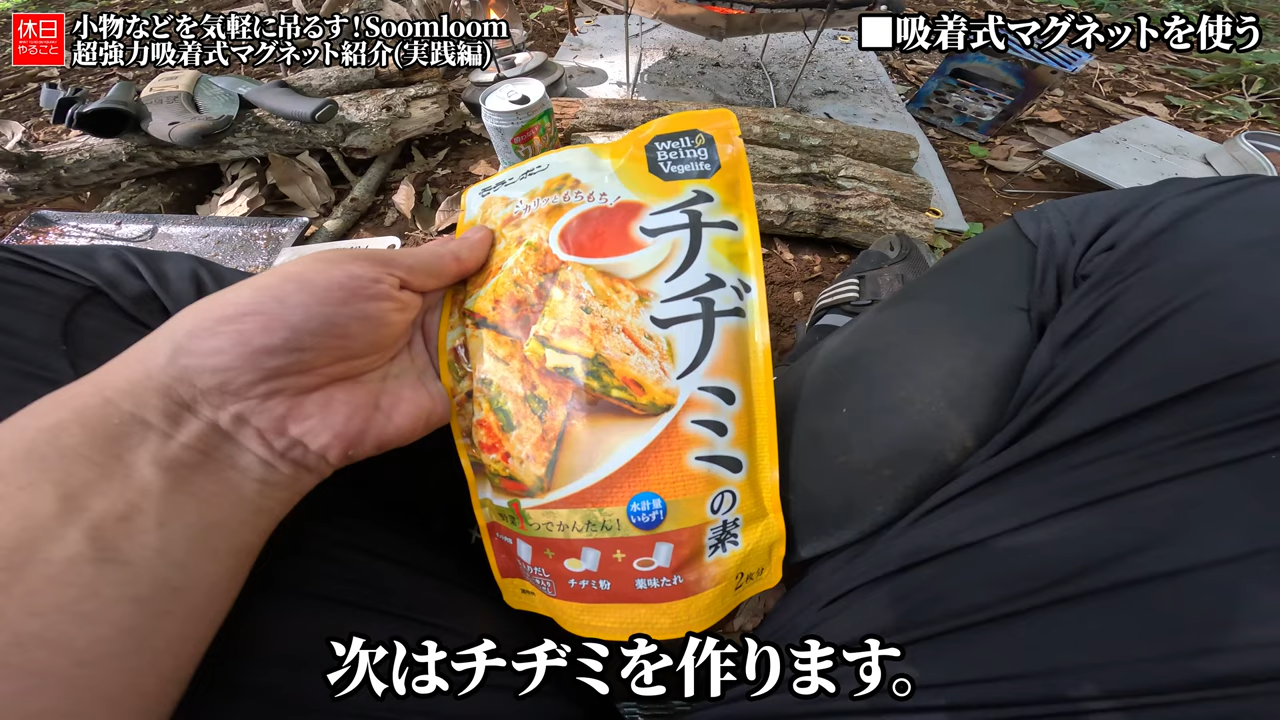 休日
やること
小物などを気軽に吊るす！Soomloom
超強力吸着式マグネット紹介(実践編)
■吸着式マグネットを使う
Well-Being
Vegelife
モランボン
カリッともちもち!
チヂミの素
野菜1つでかんたん!
水計量
いらず!
チヂミ粉
薬味たれ
2枚分
次はチヂミを作ります。